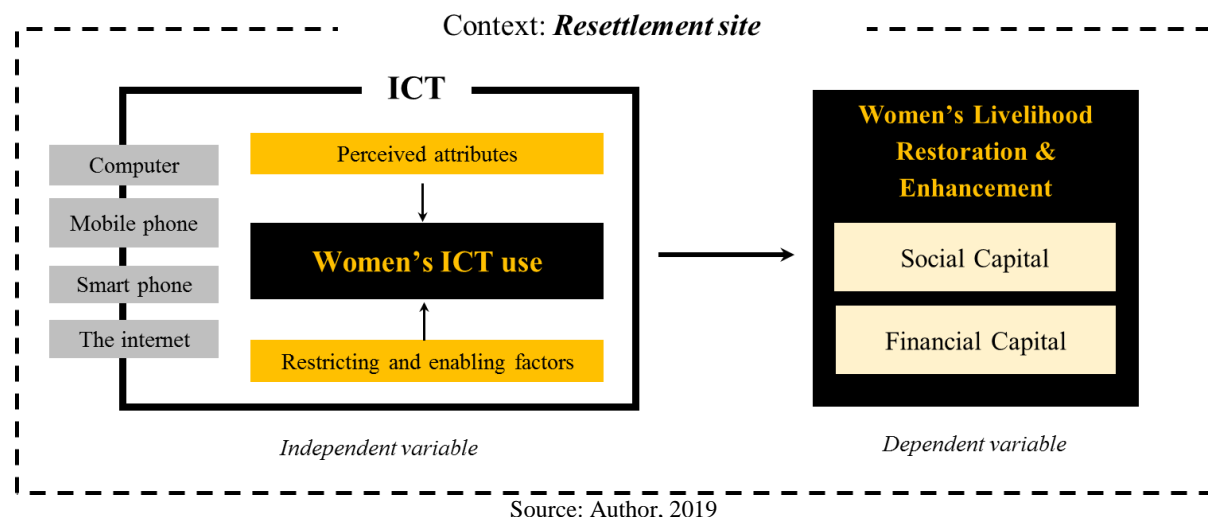 Context: Resettlement site
ICT
Computer
Mobile phone
Smart phone
The internet
Perceived attributes
Women’s ICT use
Restricting and enabling factors
Independent variable
Women’s Livelihood
Restoration &
Enhancement
Social Capital
Financial Capital
Dependent variable
Source: Author, 2019